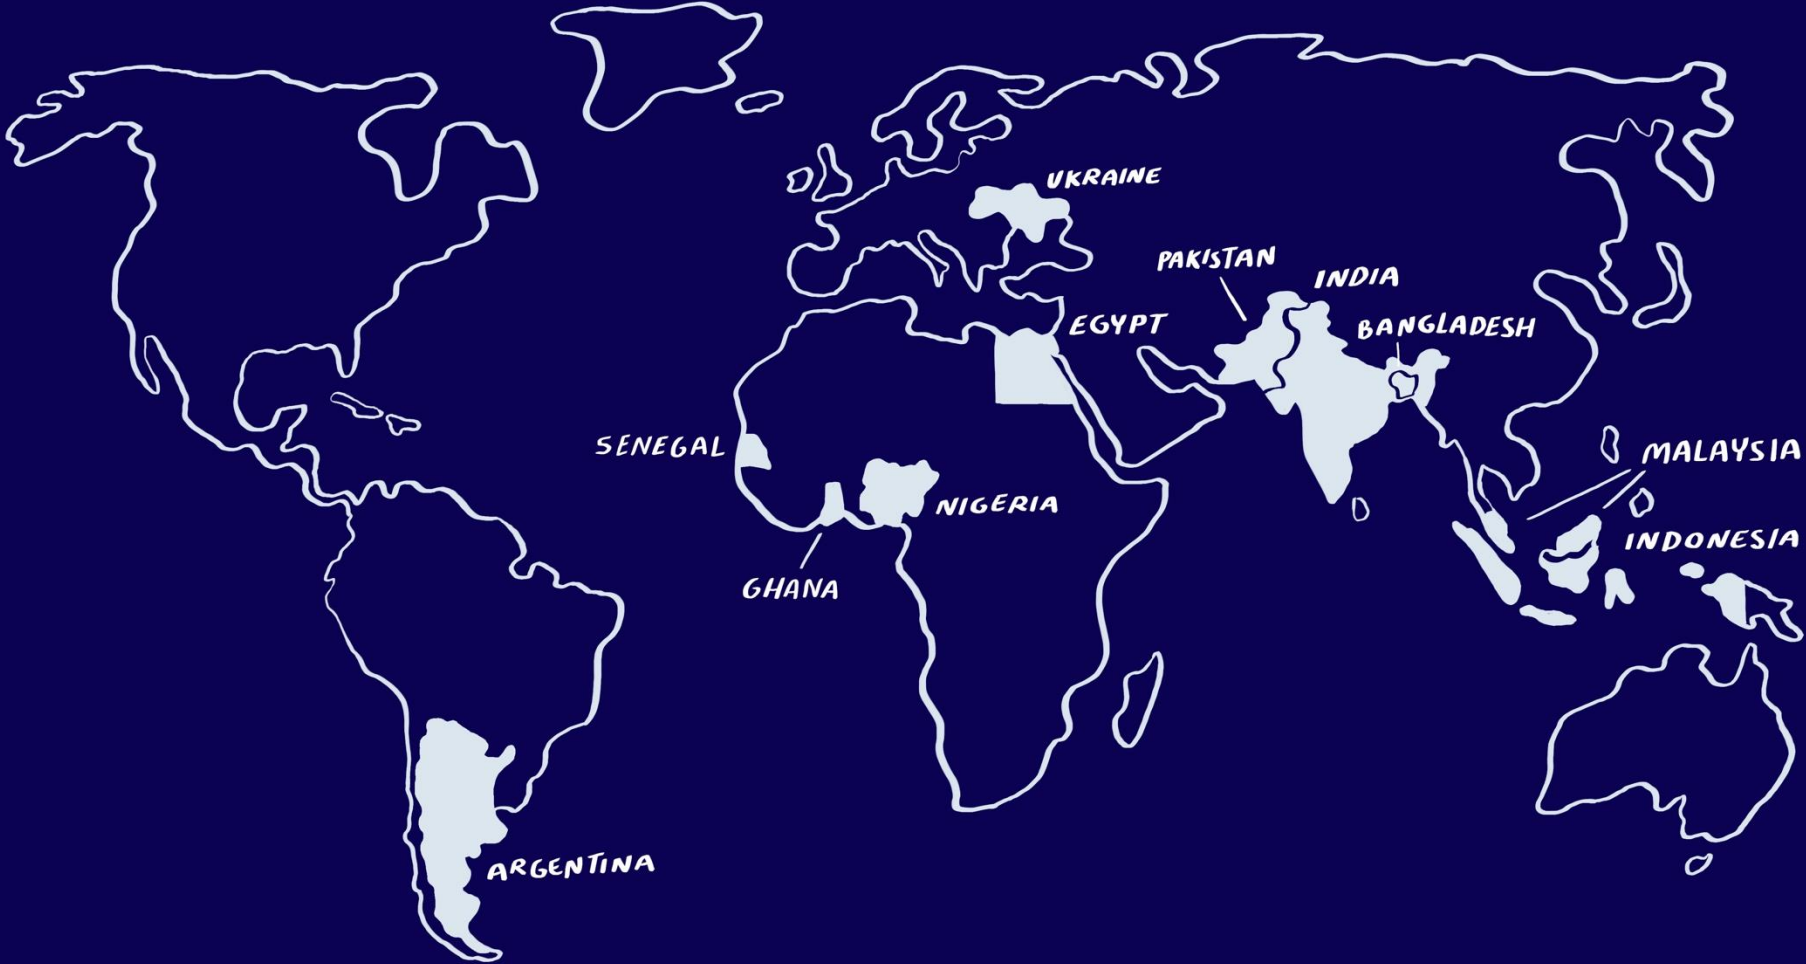 UKRAINE
PAKISTAN
INDIA
EGYPT
BANGLADESH
SENEGAL
MALAYSIA
NIGERIA
INDONESIA
GHANA
ARGENTINA